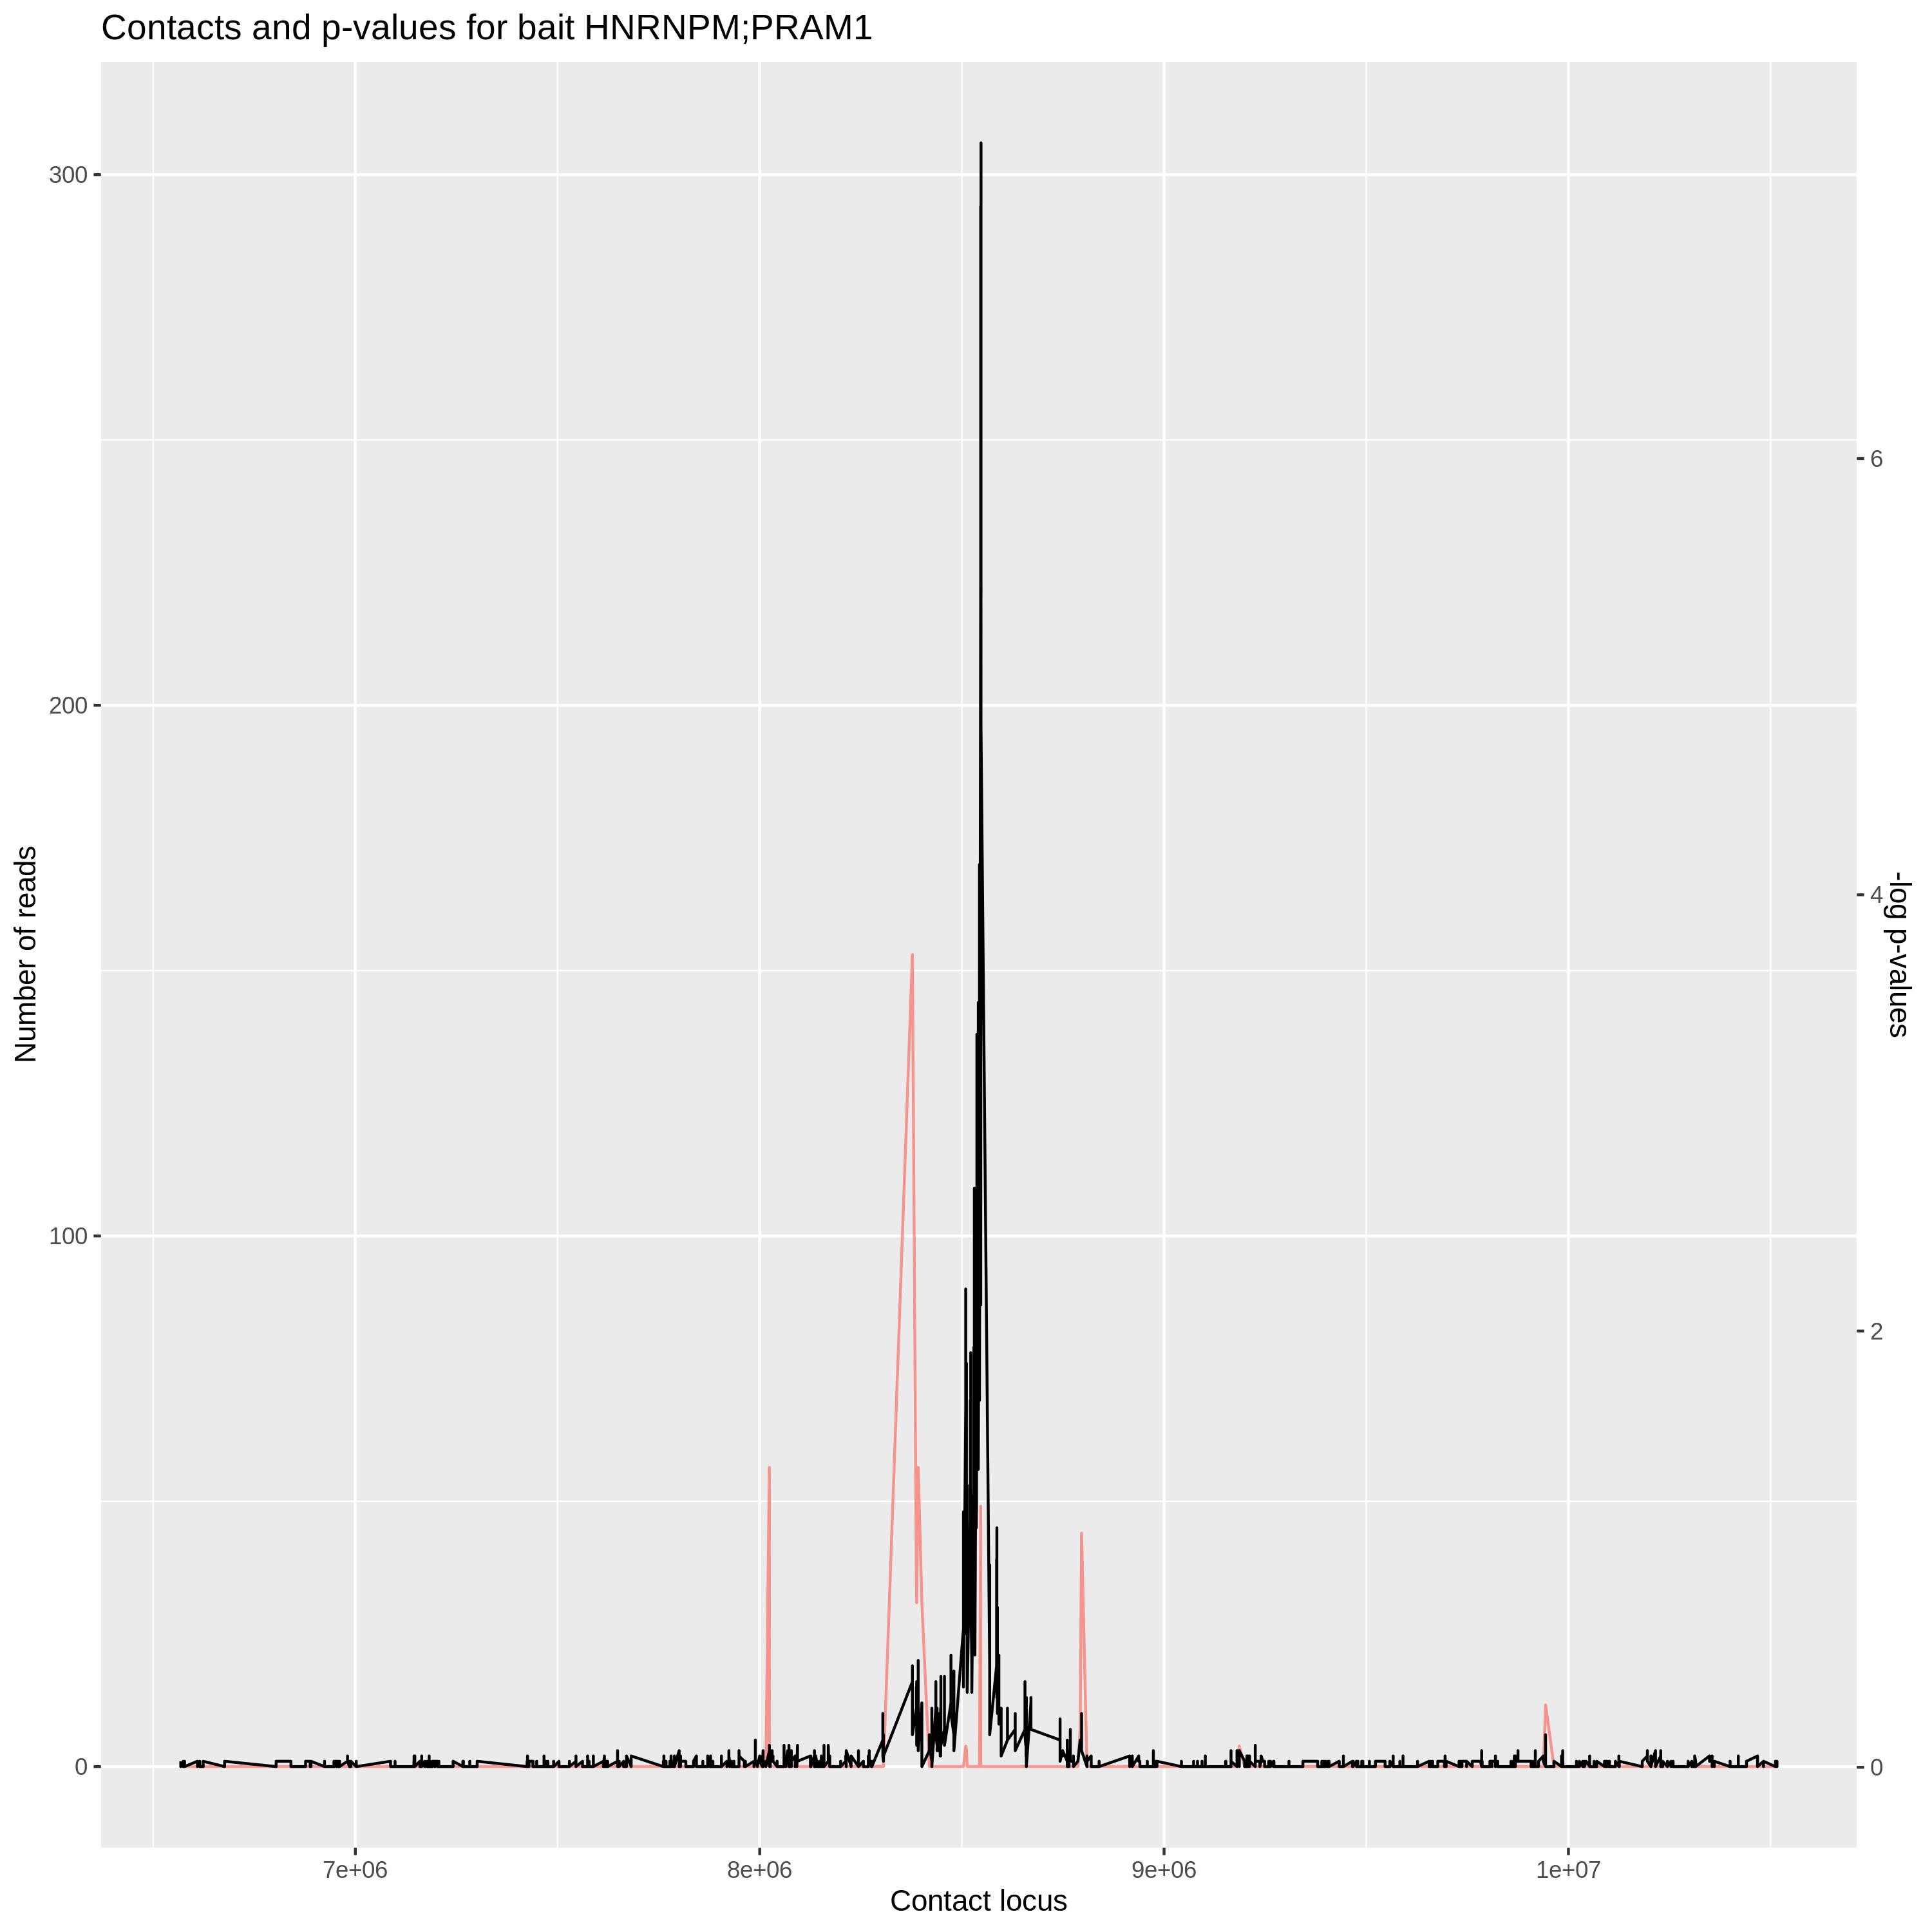 Contacts and p-values for bait HNRNPM;PRAM1
300
200
100
0
Number of reads
6
4
2
0
-log p-values
7e+06
8e+06
9e+06
1e+07
Contact locus